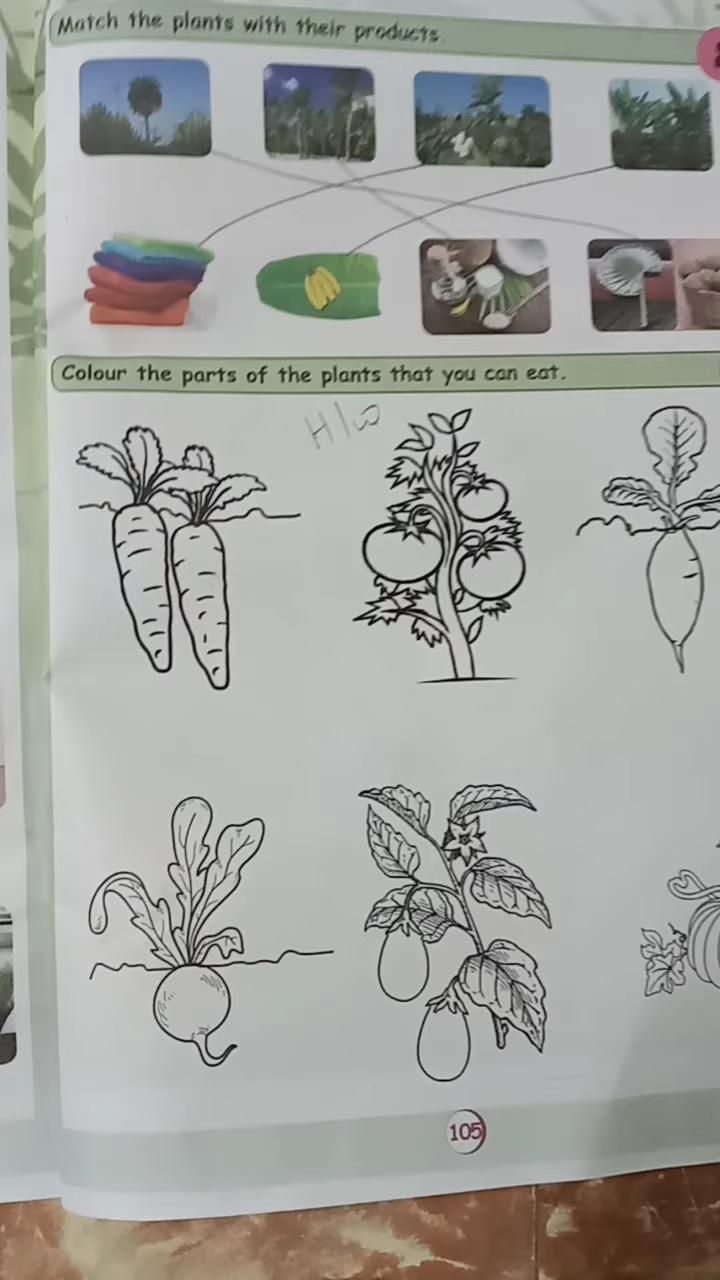 Match the plants with their products.
Colour the parts of the plants that you can eat.
H/w
105